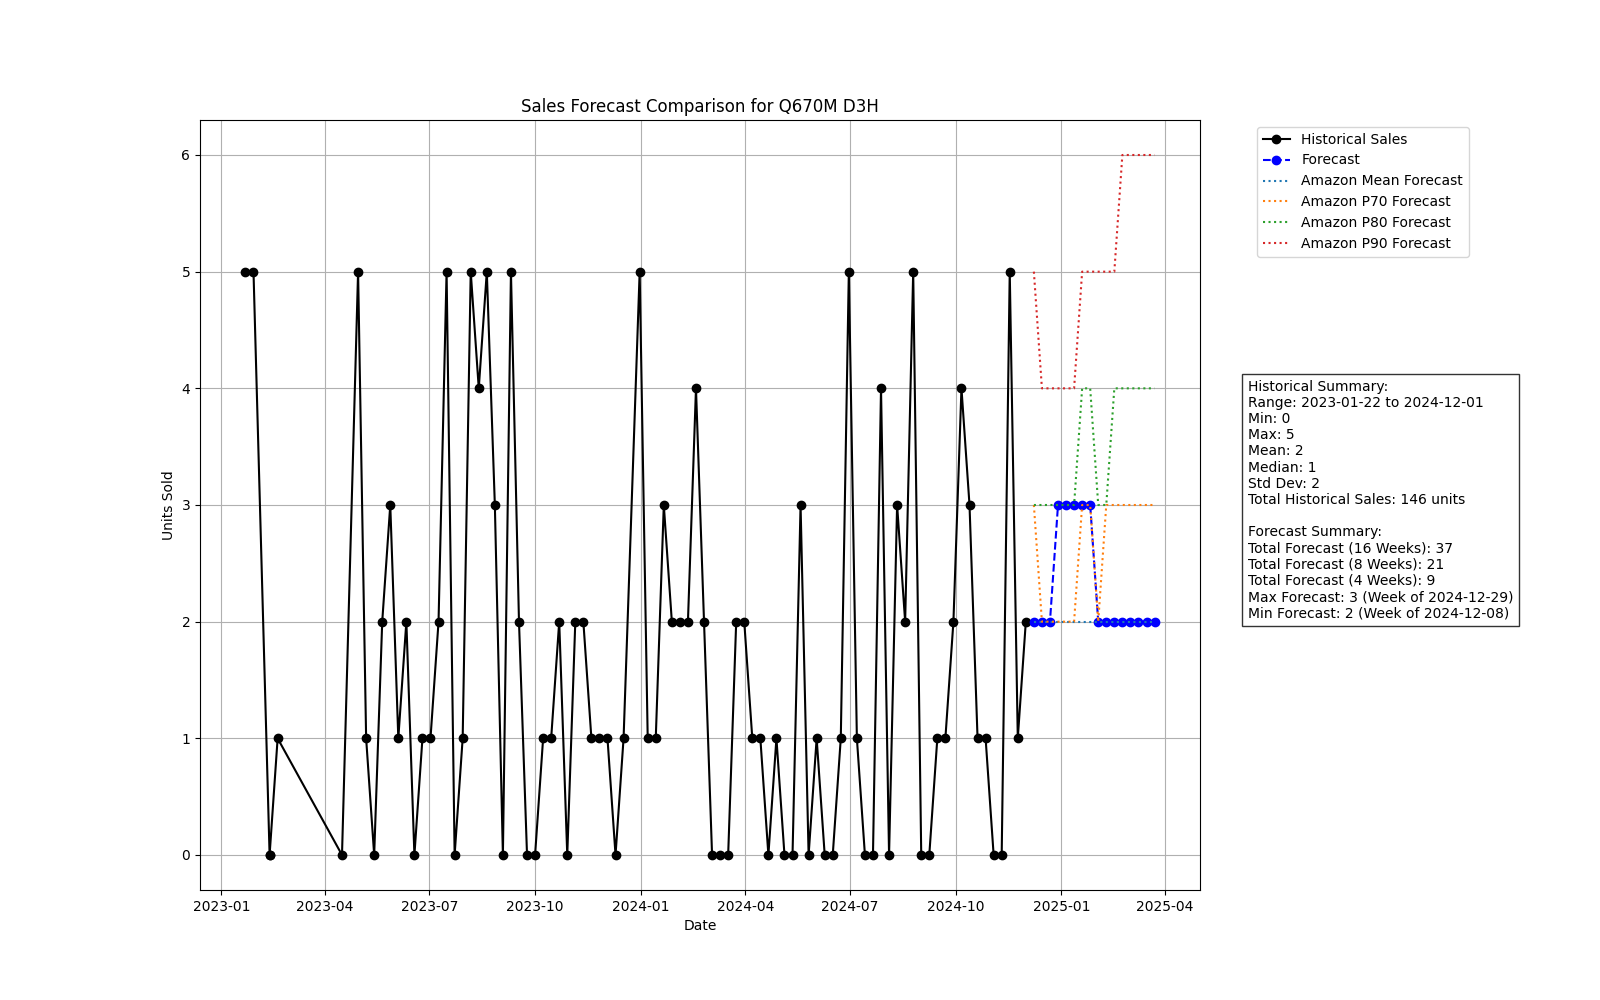 Sales Forecast Comparison for Q670M D3H
Units Sold
6
5
4
3
2
1
0
2023-01
2023-04
2023-07
2023-10
2024-01
2024-04
2024-07
2024-10
2025-01
2025-04
Date
Historical Sales
Forecast
Amazon Mean Forecast
Amazon P70 Forecast
Amazon P80 Forecast
Amazon P90 Forecast
Historical Summary:
Range: 2023-01-22 to 2024-12-01
Min: 0
Max: 5
Mean: 2
Median: 1
Std Dev: 2
Total Historical Sales: 146 units
Forecast Summary:
Total Forecast (16 Weeks): 37
Total Forecast (8 Weeks): 21
Total Forecast (4 Weeks): 9
Max Forecast: 3 (Week of 2024-12-29)
Min Forecast: 2 (Week of 2024-12-08)